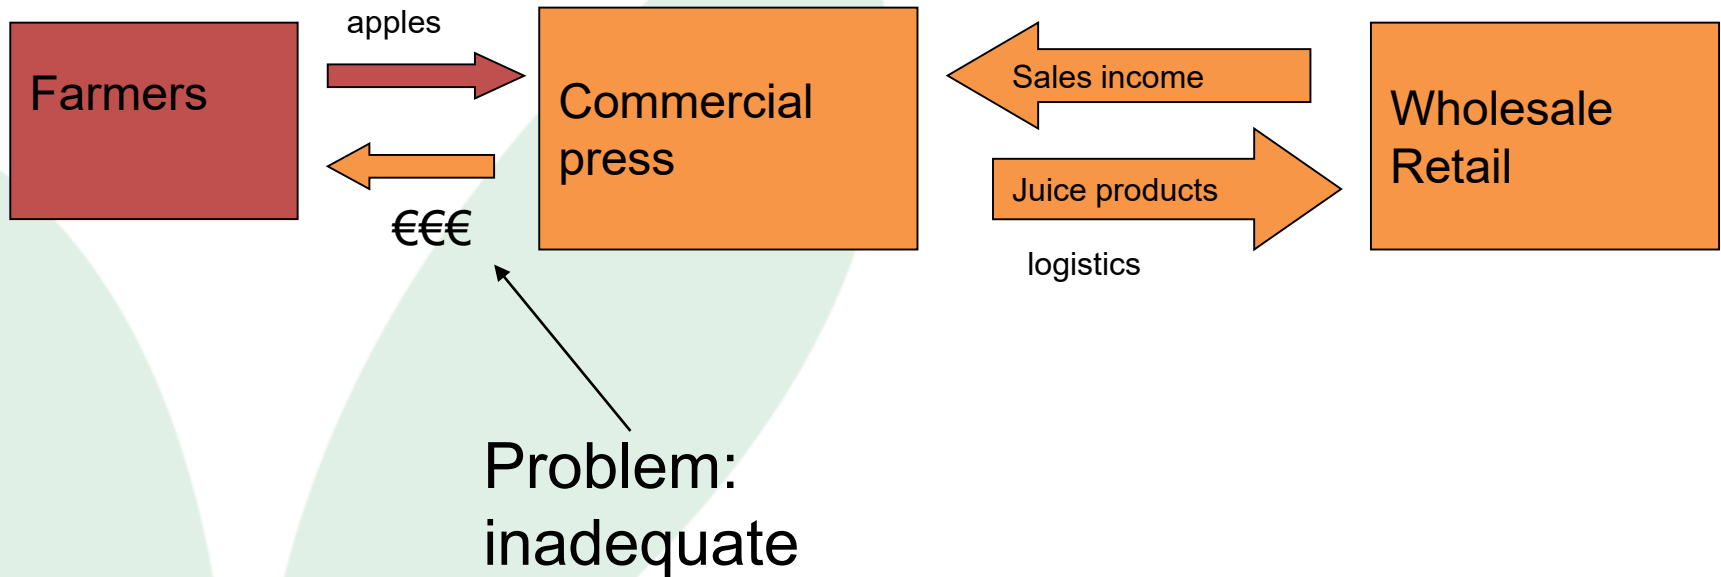 apples
Farmers
Commercial
press
Sales income
Wholesale
Retail
Juice products
€€€
logistics
Problem:
inadequate